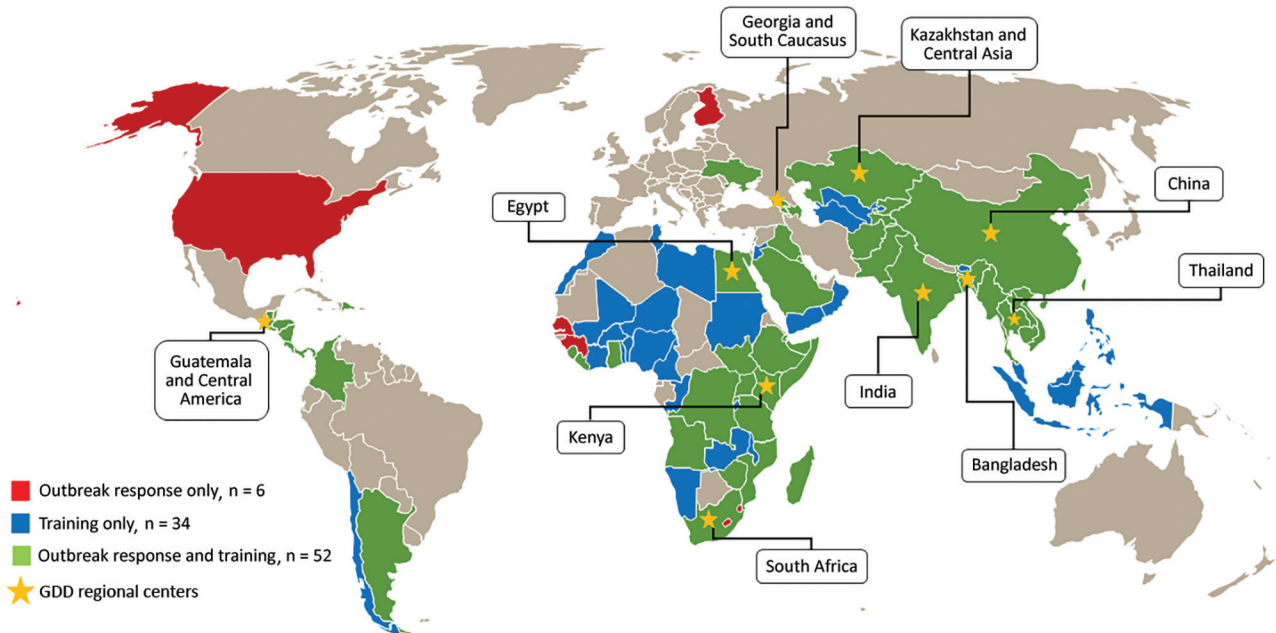 Georgia and
South Caucasus
Kazakhstan and
Central Asia
China
Egypt
Thailand
Guatemala
and Central
America
India
Kenya
Bangladesh
South Africa
Outbreak response only, n = 6
Training only, n = 34
Outbreak response and training, n = 52
GDD regional centers